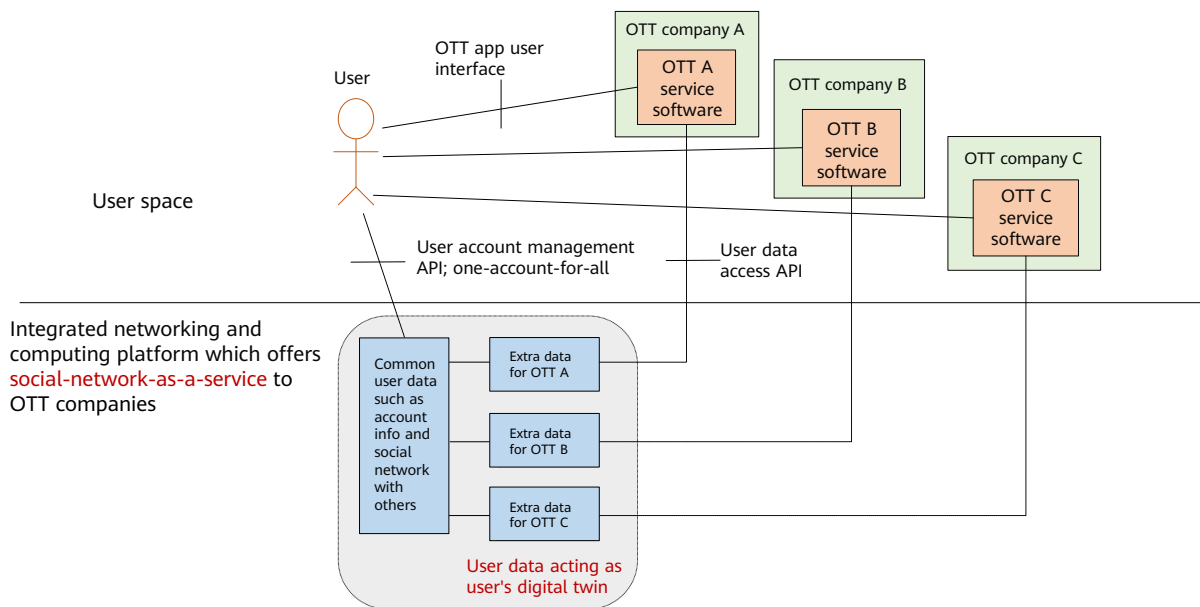 OTT company A
OTT app user
interface
OTT A
service
software
User
OTT company B
OTT B
service
software
OTT company C
OTT C
service
software
User space
User account management
API; one-account-for-all
User data
access API
Integrated networking and
computing platform which offers
social-network-as-a-service to
OTT companies
Common
user data
such as
account
info and
social
network
with
others
Extra data
for OTT A
Extra data
for OTT B
Extra data
for OTT C
User data acting as
user's digital twin